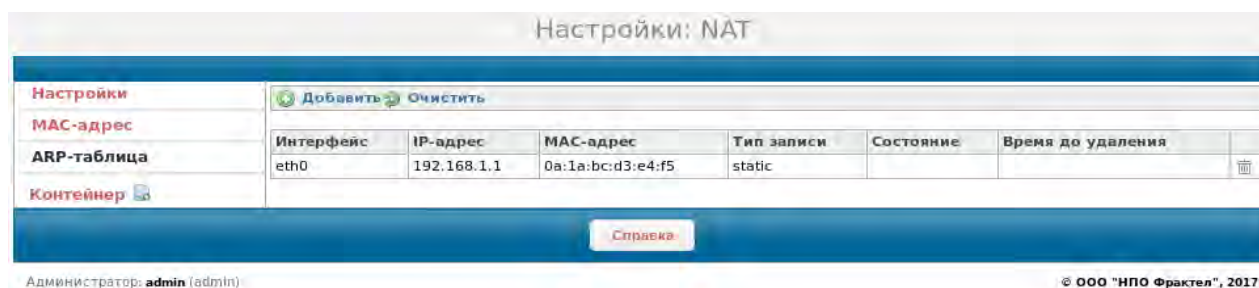 Настройки: NAT
Настройки
MAC-адрес
ARP-таблица
Контейнер
Добавить Очистить
Интерфейс IP-адрес MAC-адрес Тип записи Состояние Время до удаления
eth0 192.168.1.1 0a:1a:bc:d3:e4:f5 static
Справка
Администратор: admin (admin)
© ООО "НПО Фрактел", 2017